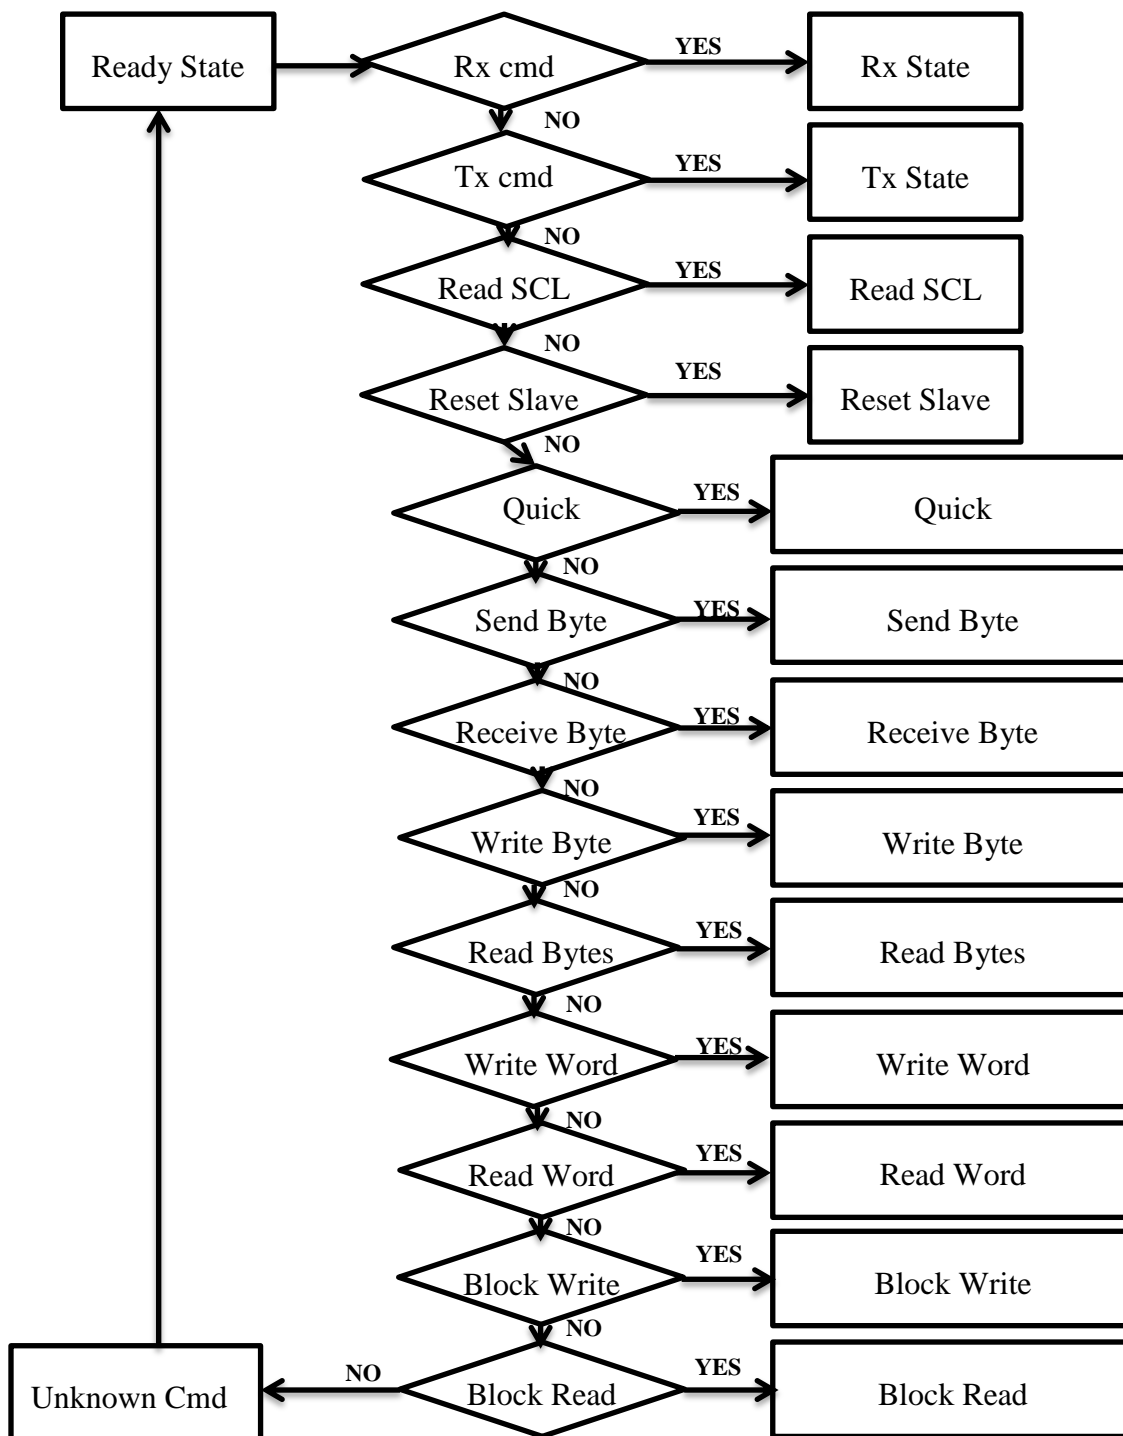 Ready State
Rx cmd
YES
Rx State
NO
Tx cmd
YES
Tx State
NO
Read SCL
YES
Read SCL
NO
Reset Slave
YES
Reset Slave
NO
Quick
YES
Quick
NO
Send Byte
YES
Send Byte
NO
Receive Byte
YES
Receive Byte
NO
Write Byte
YES
Write Byte
NO
Read Bytes
YES
Read Bytes
NO
Write Word
YES
Write Word
NO
Read Word
YES
Read Word
NO
Block Write
YES
Block Write
NO
Unknown Cmd
NO
Block Read
YES
Block Read